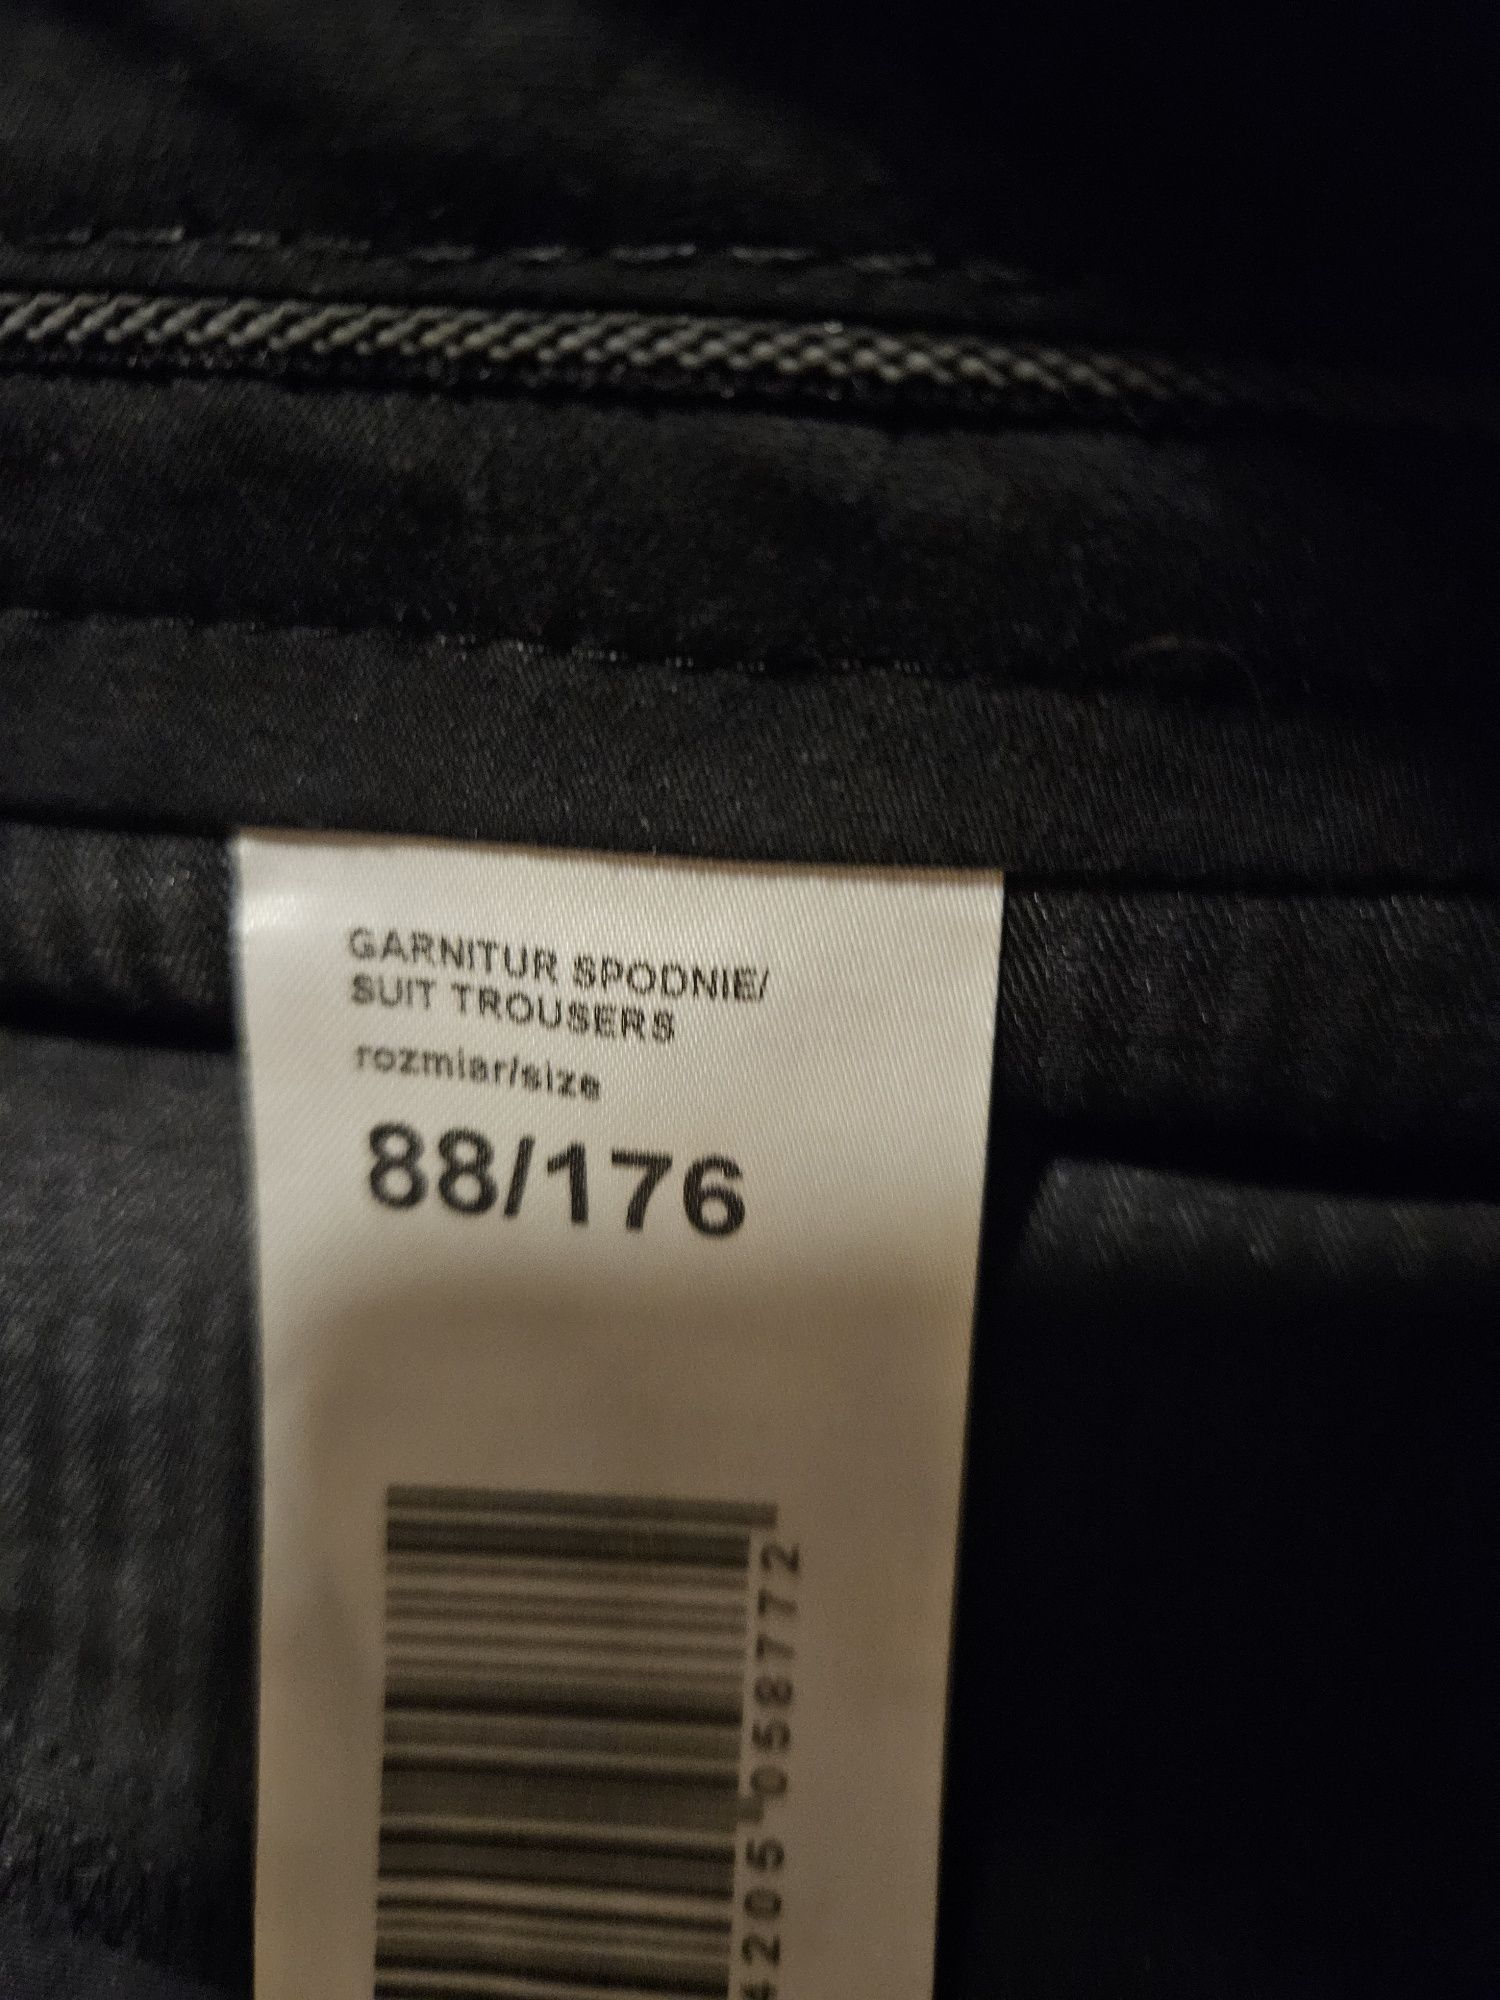 GARNITUR SPODNIE/
SUIT TROUSERS
rozmiar/size
88/176
4205 058772